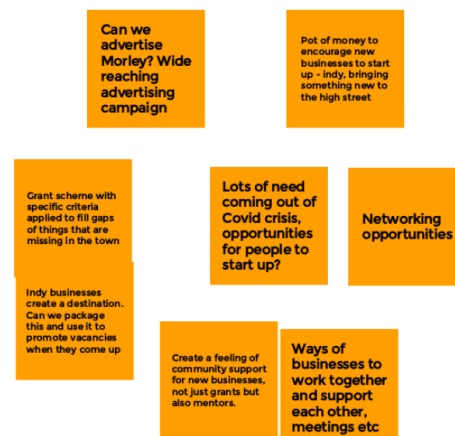 Can we
advertise
Morley? Wide
reaching
advertising
campaign
Pot of money to
encourage new
businesses to start
up - indy, bringing
something new to
the high street
Grant scheme with
specific criteria
applied to fill gaps
of things that are
missing in the town
Lots of need
coming out of
Covid crisis,
opportunities
for people to
start up?
Networking
opportunities
Indy businesses
create a destination.
Can we package
this and use it to
promote vacancies
when they come up
Create a feeling of
community support
for new businesses,
not just grants but
also mentors.
Ways of
businesses to
work together
and support
each other,
meetings etc